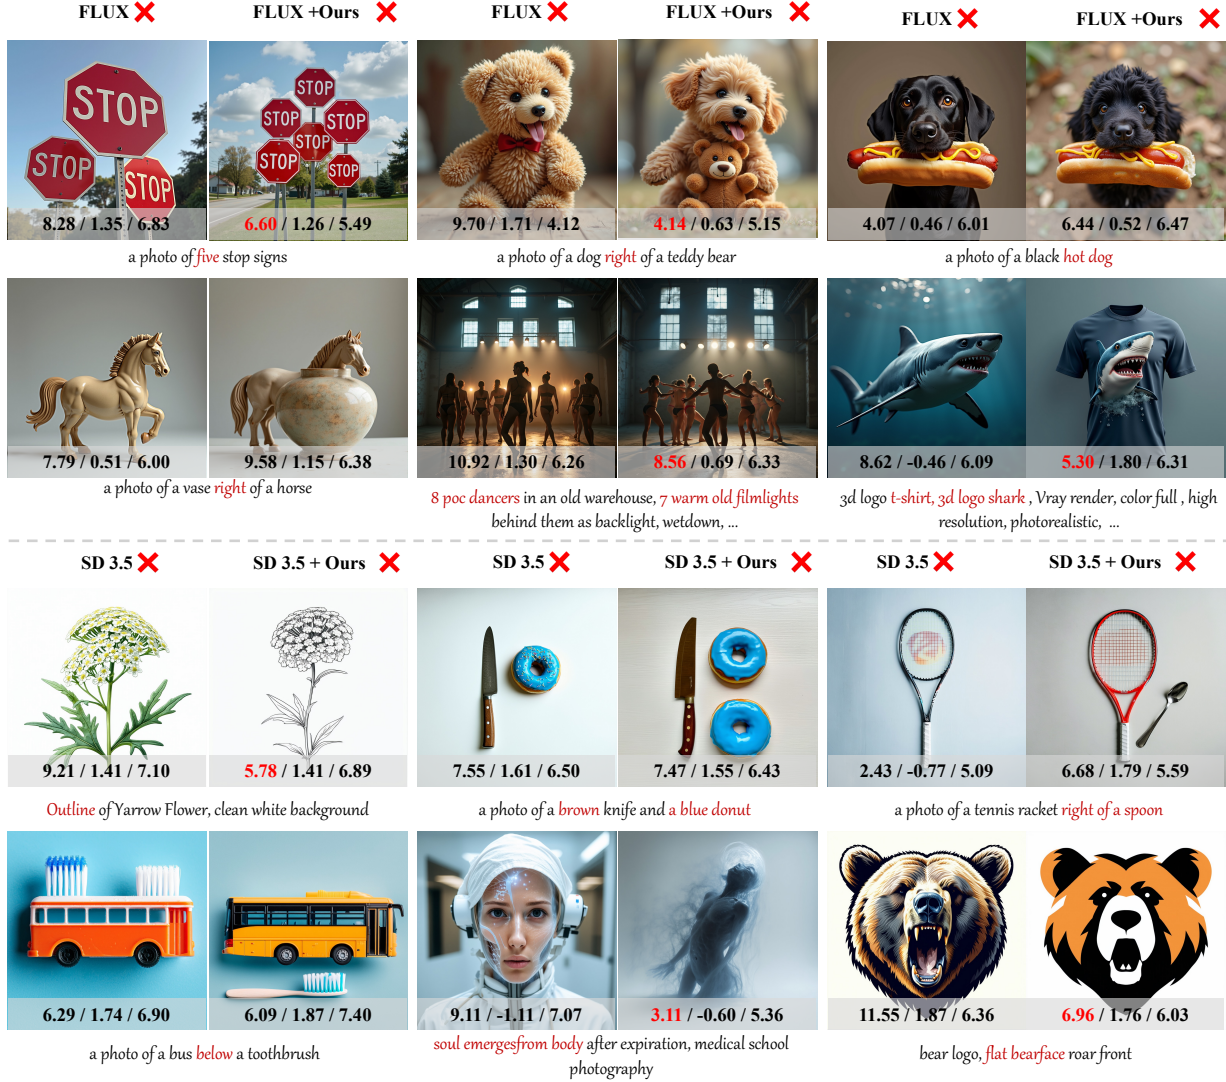 FLUX ❌ FLUX +Ours ❌ FLUX ❌ FLUX +Ours ❌ FLUX ❌ FLUX +Ours ❌
STOP STOP STOP
STOP STOP STOP STOP STOP STOP
8.28 / 1.35 / 6.83 6.60 / 1.26 / 5.49 9.70 / 1.71 / 4.12 4.14 / 0.63 / 5.15 4.07 / 0.46 / 6.01 6.44 / 0.52 / 6.47
a photo of five stop signs
a photo of a dog right of a teddy bear
a photo of a black hot dog
7.79 / 0.51 / 6.00 9.58 / 1.15 / 6.38 10.92 / 1.30 / 6.26 8.56 / 0.69 / 6.33 8.62 / -0.46 / 6.09 5.30 / 1.80 / 6.31
a photo of a vase right of a horse
8 poc dancers in an old warehouse, 7 warm old filmlights
behind them as backlight, wetdown, ...
3d logo t-shirt, 3d logo shark , Vray render, color full , high
resolution, photorealistic, ...
SD 3.5 ❌ SD 3.5 + Ours ❌ SD 3.5 ❌ SD 3.5 + Ours ❌ SD 3.5 ❌ SD 3.5 + Ours ❌
9.21 / 1.41 / 7.10 5.78 / 1.41 / 6.89 7.55 / 1.61 / 6.50 7.47 / 1.55 / 6.43 2.43 / -0.77 / 5.09 6.68 / 1.79 / 5.59
Outline of Yarrow Flower, clean white background
a photo of a brown knife and a blue donut
a photo of a tennis racket right of a spoon
6.29 / 1.74 / 6.90 6.09 / 1.87 / 7.40 9.11 / -1.11 / 7.07 3.11 / -0.60 / 5.36 11.55 / 1.87 / 6.36 6.96 / 1.76 / 6.03
a photo of a bus below a toothbrush
soul emergesfrom body after expiration, medical school
photography
bear logo, flat bearface roar front